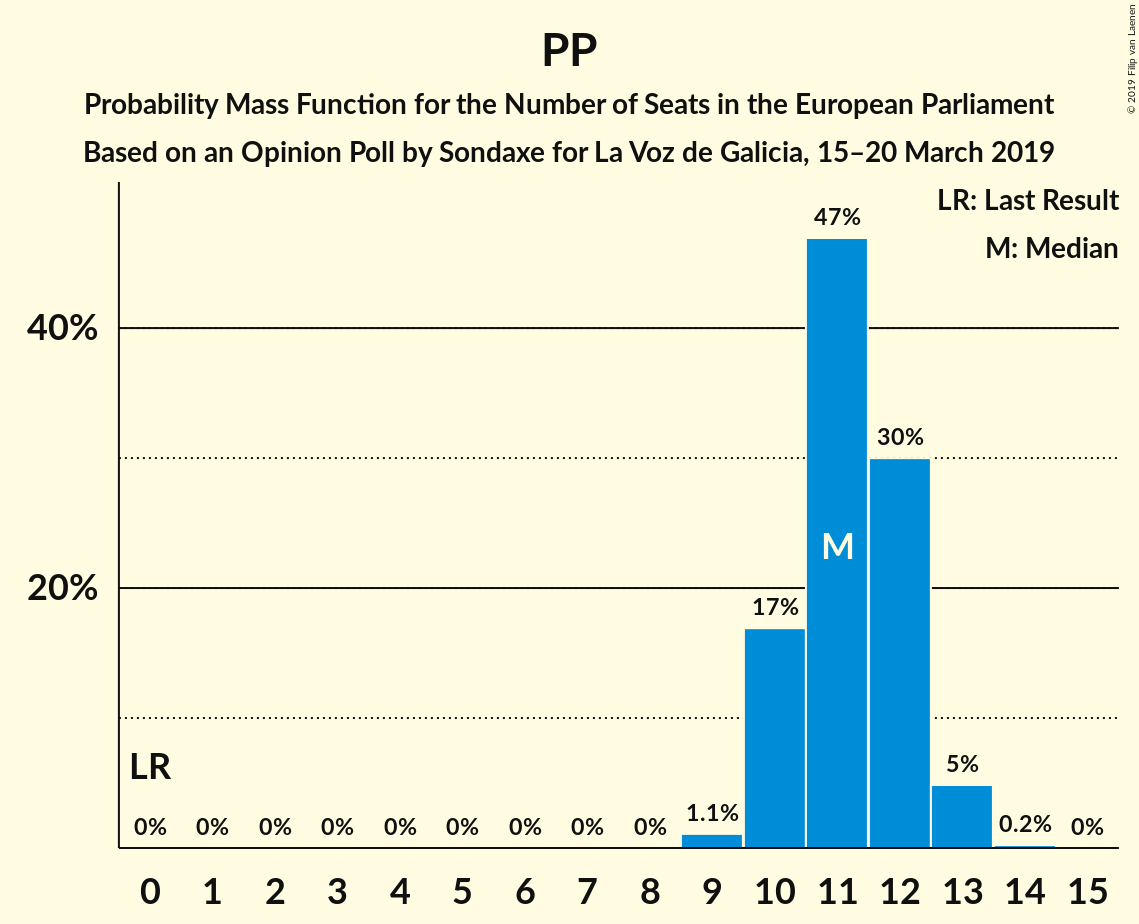 PP
Probability Mass Function for the Number of Seats in the European Parliament
Based on an Opinion Poll by Sondaxe for La Voz de Galicia, 15–20 March 2019
© 2019 Filip van Laenen
LR: Last Result
M: Median
47%
40%
30%
M
20%
17%
LR
5%
0% 0% 0% 0% 0% 0% 0% 0% 0% 1.1% 0.2% 0%
0 1 2 3 4 5 6 7 8 9 10 11 12 13 14 15